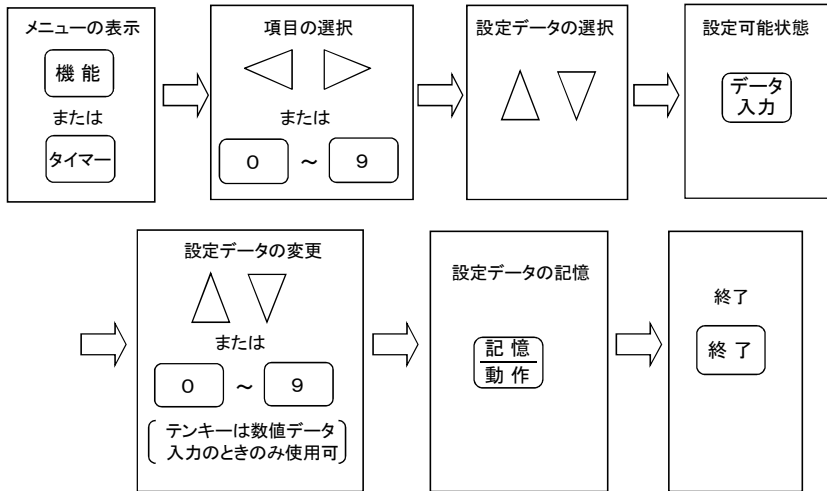 メニューの表示
機 能
または
タイマー
項目の選択
または
0 ～ 9
設定データの選択
設定可能状態
データ
入力
設定データの変更
または
0 ～ 9
テンキーは数値データ
入力のときのみ使用可
設定データの記憶
記 憶
動 作
終了
終 了